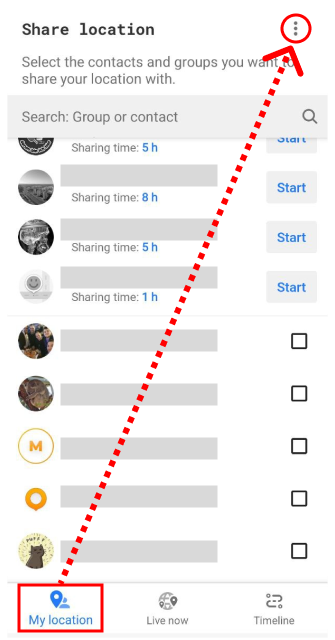 Share location
Select the contacts and groups you want to
share your location with.
Search: Group or contact
Sharing time: 5 h
Start
Sharing time: 8 h
Start
Sharing time: 5 h
Start
Sharing time: 1 h
Start
M
My location
Live now
Timeline